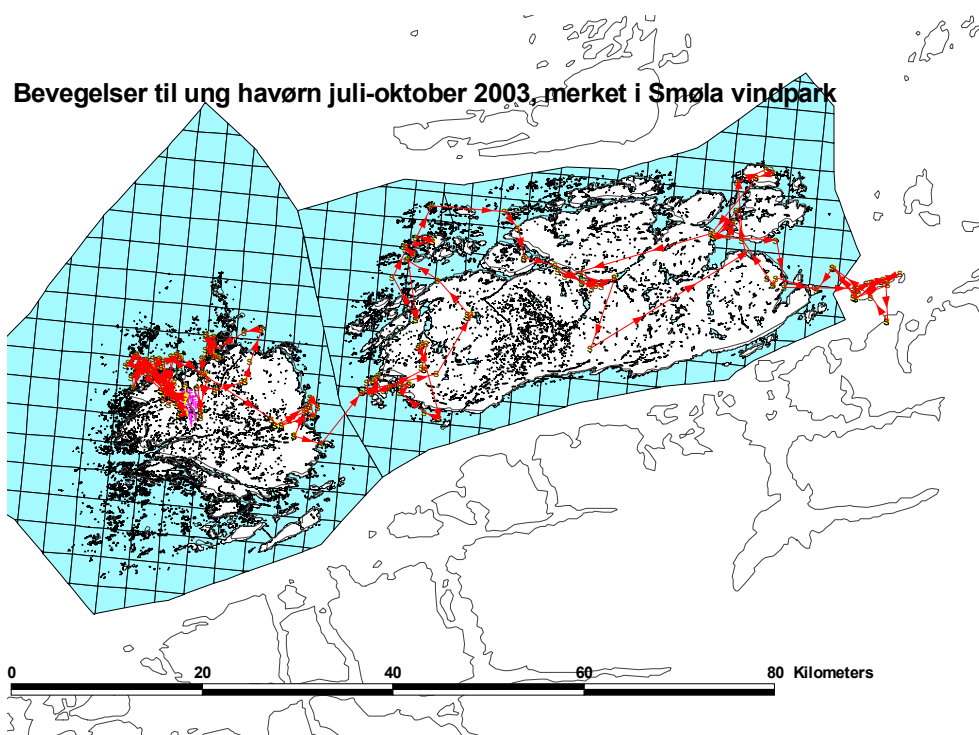 Bevegelser til ung havørn juli-oktober 2003, merket i Smøla vindpark
0 20 40 60 80 Kilometers